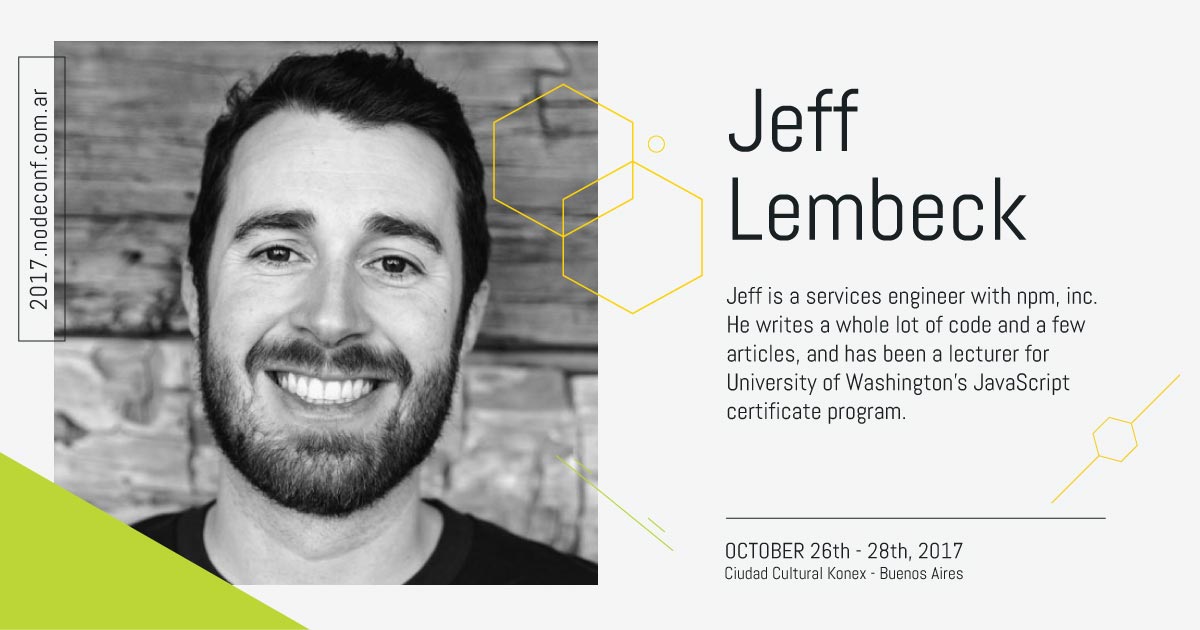 2017.nodeconf.com.ar
Jeff
Lembeck
Jeff is a services engineer with npm, inc.
He writes a whole lot of code and a few
articles, and has been a lecturer for
University of Washington's JavaScript
certificate program.
OCTOBER 26th - 28th, 2017
Ciudad Cultural Konex - Buenos Aires